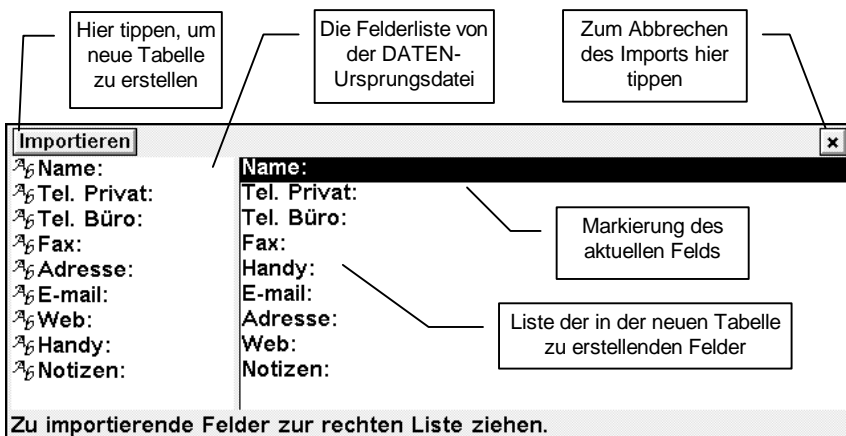 Hier tippen, um
neue Tabelle
zu erstellen
Die Felderliste von
der DATEN-
Ursprungsdatei
Zum Abbrechen
des Imports hier
tippen
Importieren
Name:
Tel. Privat:
Tel. Büro:
Fax:
Adresse:
E-mail:
Web:
Handy:
Notizen:
Name:
Tel. Privat:
Tel. Büro:
Fax:
Handy:
E-mail:
Adresse:
Web:
Notizen:
Markierung des
aktuellen Felds
Liste der in der neuen Tabelle
zu erstellenden Felder
Zu importierende Felder zur rechten Liste ziehen.